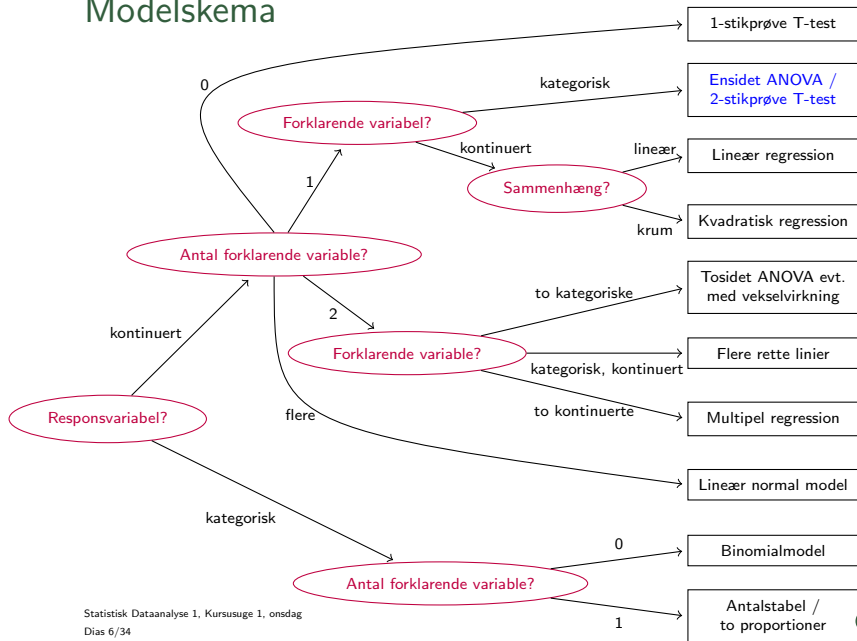 Modelskema
1-stikprøve T-test
0
kategorisk
Ensidet ANOVA /
2-stikprøve T-test
Forklarende variabel?
kontinuert
lineær
Lineær regression
1
Sammenhæng?
krum
Kvadratisk regression
Antal forklarende variable?
to kategoriske
Tosidet ANOVA evt.
med vekselvirkning
2
kontinuert
Forklarende variable?
kategorisk, kontinuert
Flere rette linier
Responsvariabel?
flere
to kontinuerte
Multipel regression
Lineær normal model
kategorisk
0
Binomialmodel
Antal forklarende variable?
1
Antalstabel /
to proportioner
Statistisk Dataanalyse 1, Kursusuge 1, onsdag
Dias 6/34